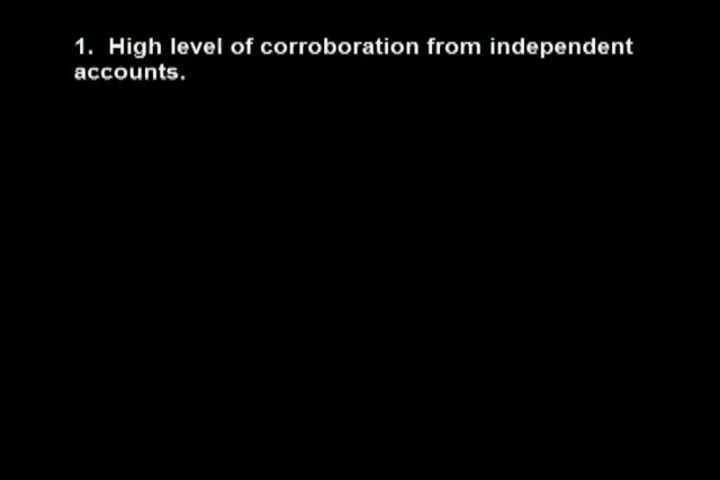 1.  High level of corroboration from independent
accounts.